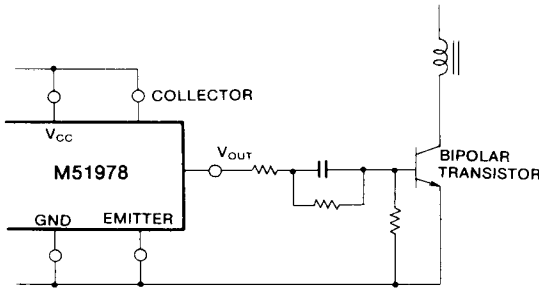 COLLECTOR
VCC
VOUT
M51978
BIPOLAR
TRANSISTOR
GND
EMITTER